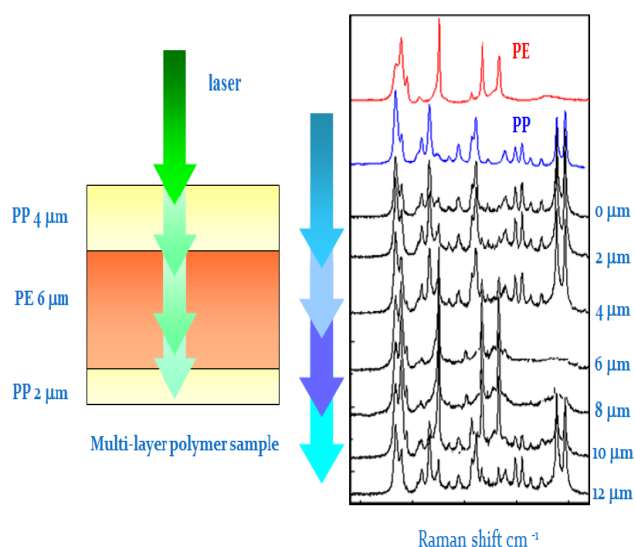 laser
PP 4 μm
PE 6 μm
PP 2 μm
Multi-layer polymer sample
PE
PP
0 μm
2 μm
4 μm
6 μm
8 μm
10 μm
12 μm
Raman shift cm ⁻¹